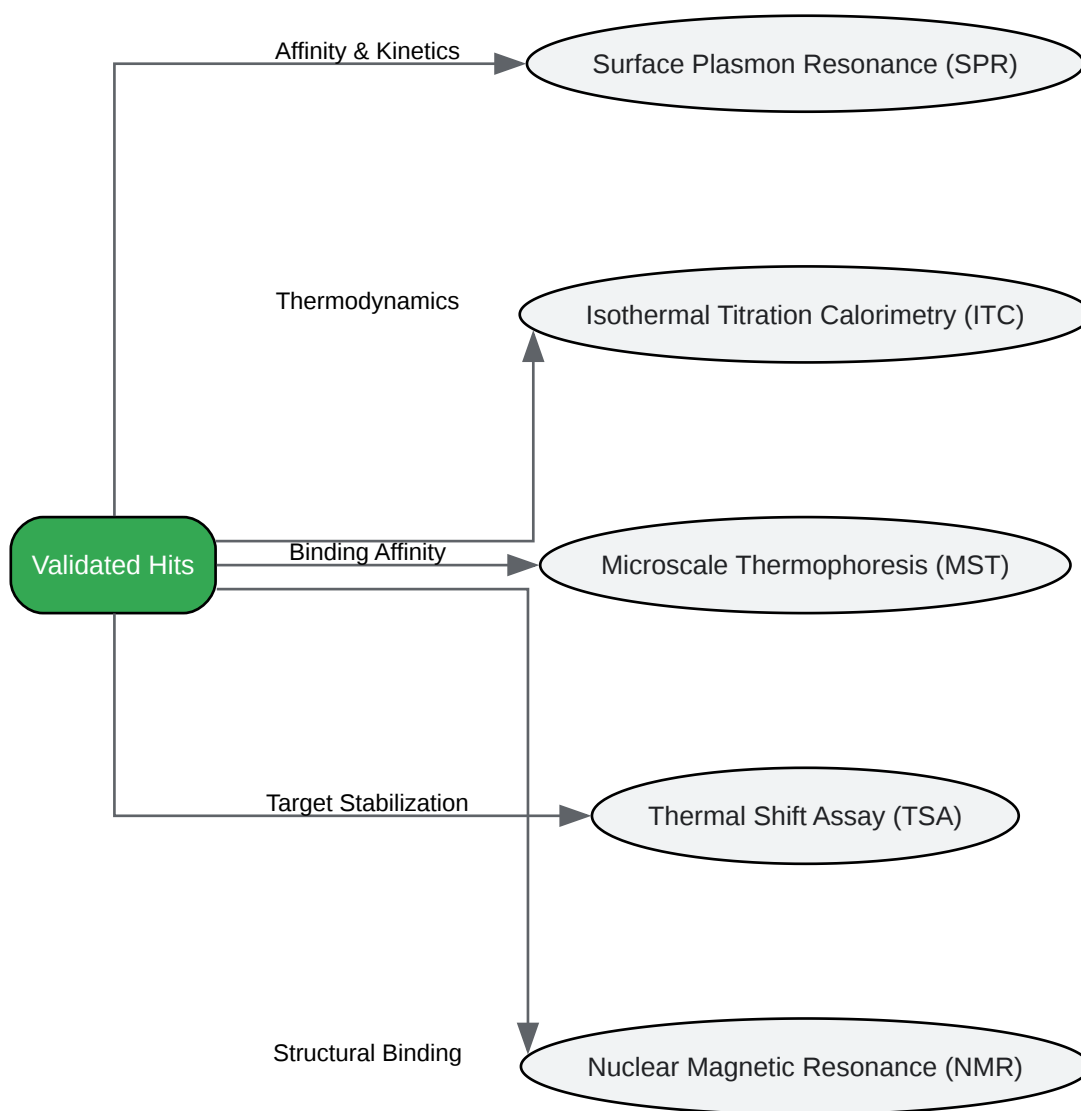 Affinity & Kinetics
Surface Plasmon Resonance (SPR)
Thermodynamics
Isothermal Titration Calorimetry (ITC)
Validated Hits
Binding Affinity
Microscale Thermophoresis (MST)
Target Stabilization
Thermal Shift Assay (TSA)
Structural Binding
Nuclear Magnetic Resonance (NMR)